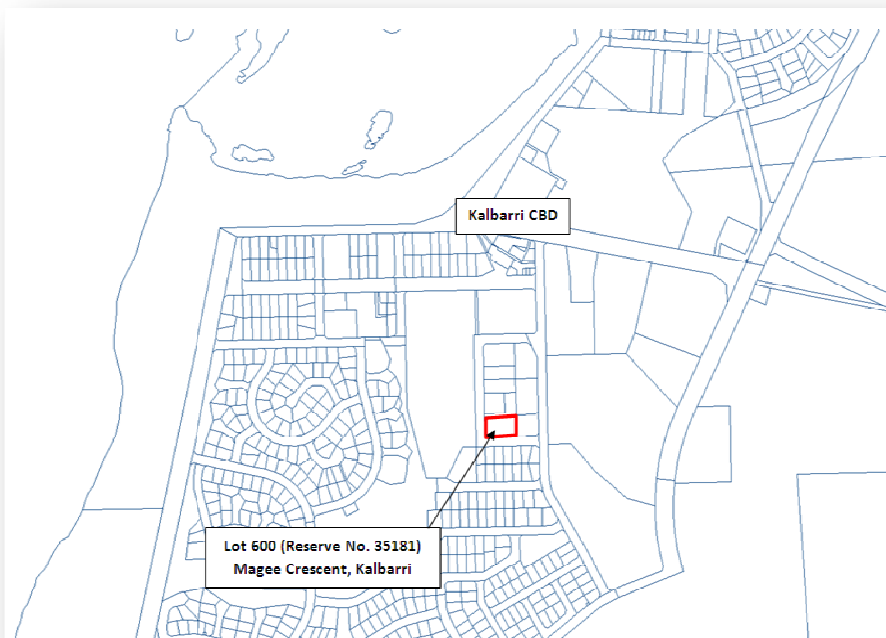 Kalbarri CBD
Lot 600 (Reserve No. 35181)
Magee Crescent, Kalbarri